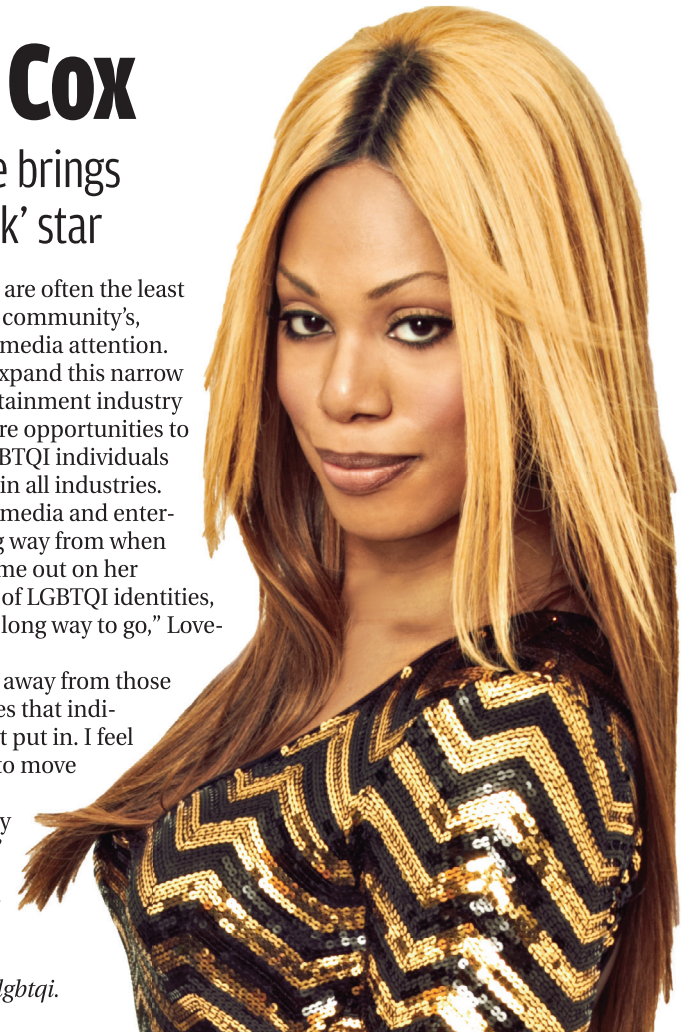 Cox
e brings
k’ star
are often the least
community’s,
media attention.
xpand this narrow
tainment industry
re opportunities to
BTQI individuals
in all industries.
media and enter-
g way from when
me out on her
of LGBTQI identities,
long way to go,” Love-
away from those
es that indi-
t put in. I feel
to move
y
lgbtqi.